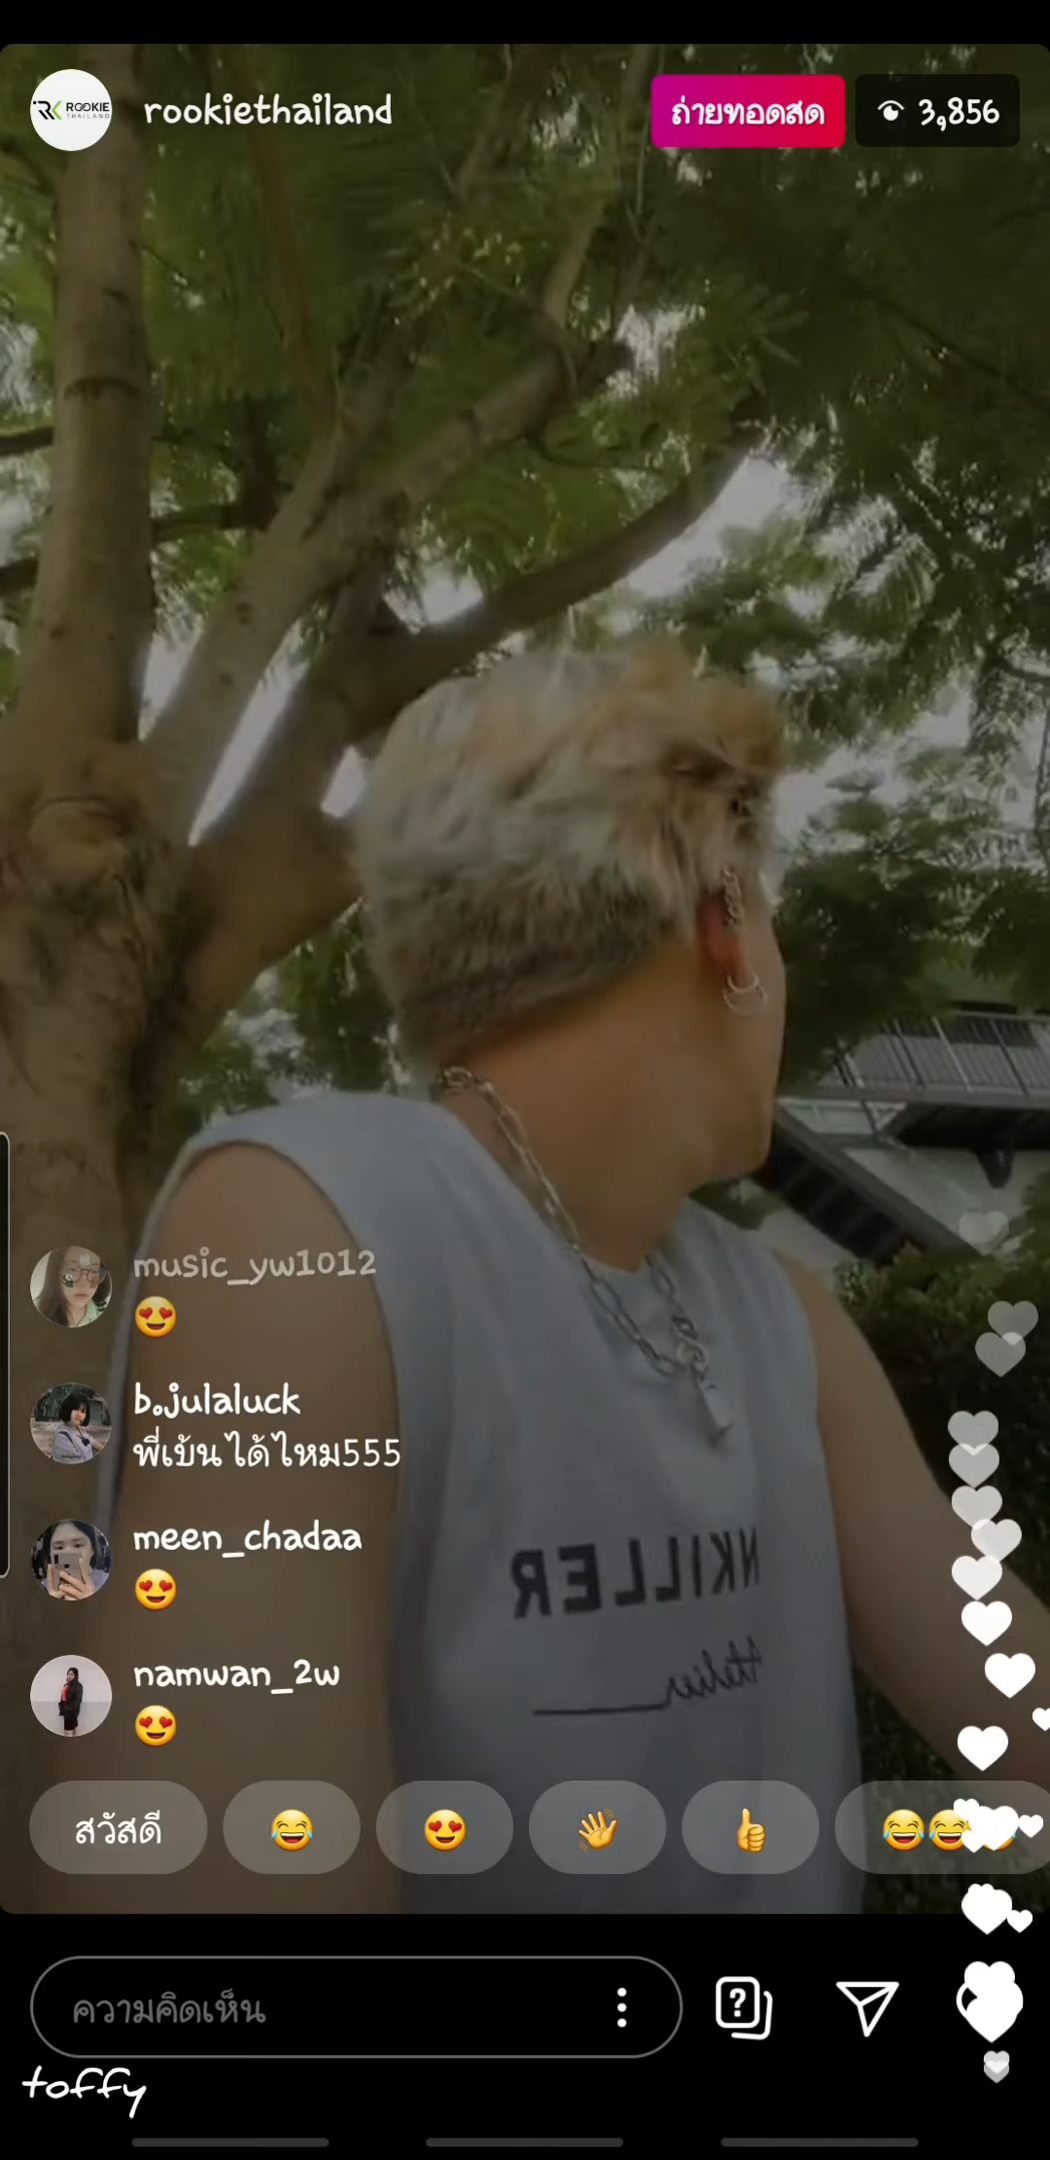 ROOKIE
THAILAND
rookiethailand
ถ่ายทอดสด
3,856
music_yw1012
😍
b.julaluck
พี่เบ้นได้ไหม555
meen_chadaa
😍
namwan_2w
😍
NKILLER
Atelier
สวัสดี
😂
😍
👋
👍
😂😂
ความคิดเห็น
toffy